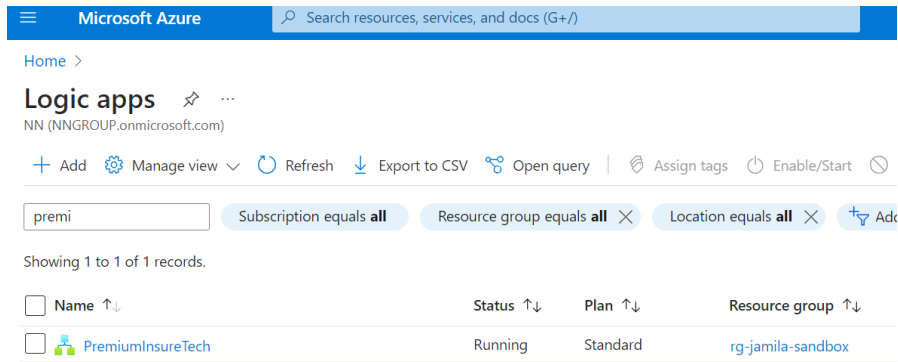 Microsoft Azure
Search resources, services, and docs (G+/)
Home >
Logic apps
NN (NNGROUP.onmicrosoft.com)
Add Manage view Refresh Export to CSV Open query Assign tags Enable/Start
premi Subscription equals all Resource group equals all Location equals all Add
Showing 1 to 1 of 1 records.
Name Status Plan Resource group
PremiumInsureTech Running Standard rg-jamila-sandbox